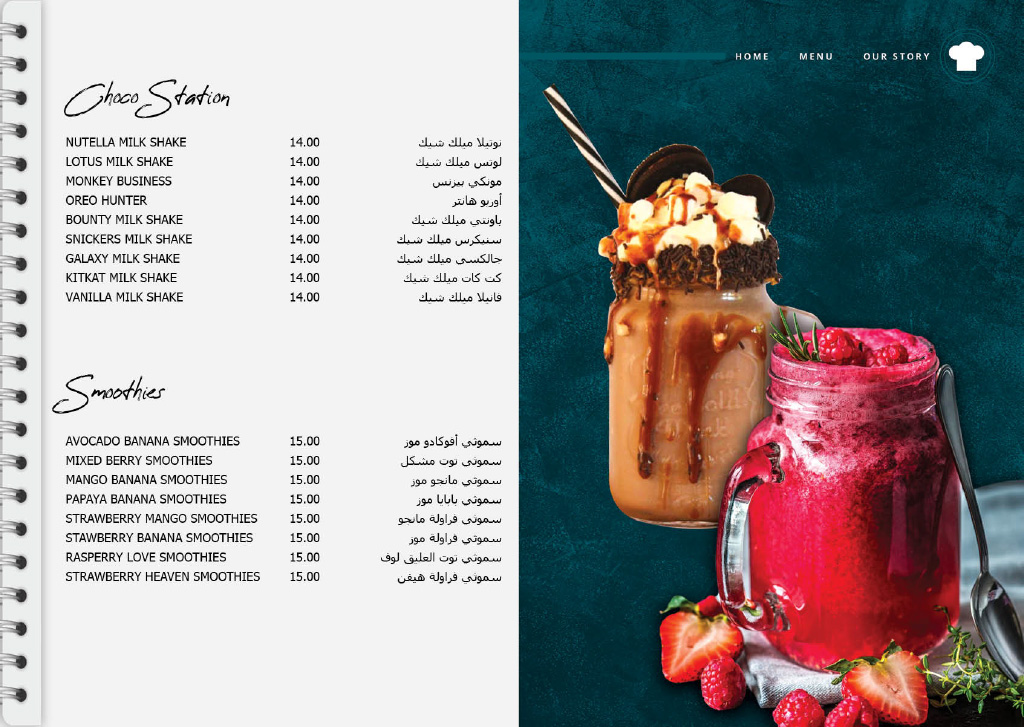 HOME MENU OUR STORY
Choco Station
NUTELLA MILK SHAKE 14.00 نوتيلا ميلك شيك
LOTUS MILK SHAKE 14.00 لوتس ميلك شيك
MONKEY BUSINESS 14.00 مونكي بيزنس
OREO HUNTER 14.00 أوريو هانتر
BOUNTY MILK SHAKE 14.00 باونتي ميلك شيك
SNICKERS MILK SHAKE 14.00 سنيكرس ميلك شيك
GALAXY MILK SHAKE 14.00 جالكسي ميلك شيك
KITKAT MILK SHAKE 14.00 كت كات ميلك شيك
VANILLA MILK SHAKE 14.00 فانيلا ميلك شيك
Smoothies
AVOCADO BANANA SMOOTHIES 15.00 سموثي أفوكادو موز
MIXED BERRY SMOOTHIES 15.00 سموثي توت مشكل
MANGO BANANA SMOOTHIES 15.00 سموثي مانجو موز
PAPAYA BANANA SMOOTHIES 15.00 سموثي بابايا موز
STRAWBERRY MANGO SMOOTHIES 15.00 سموثي فراولة مانجو
STAWBERRY BANANA SMOOTHIES 15.00 سموثي فراولة موز
RASPERRY LOVE SMOOTHIES 15.00 سموثي توت العليق لوف
STRAWBERRY HEAVEN SMOOTHIES 15.00 سموثي فراولة هيفن